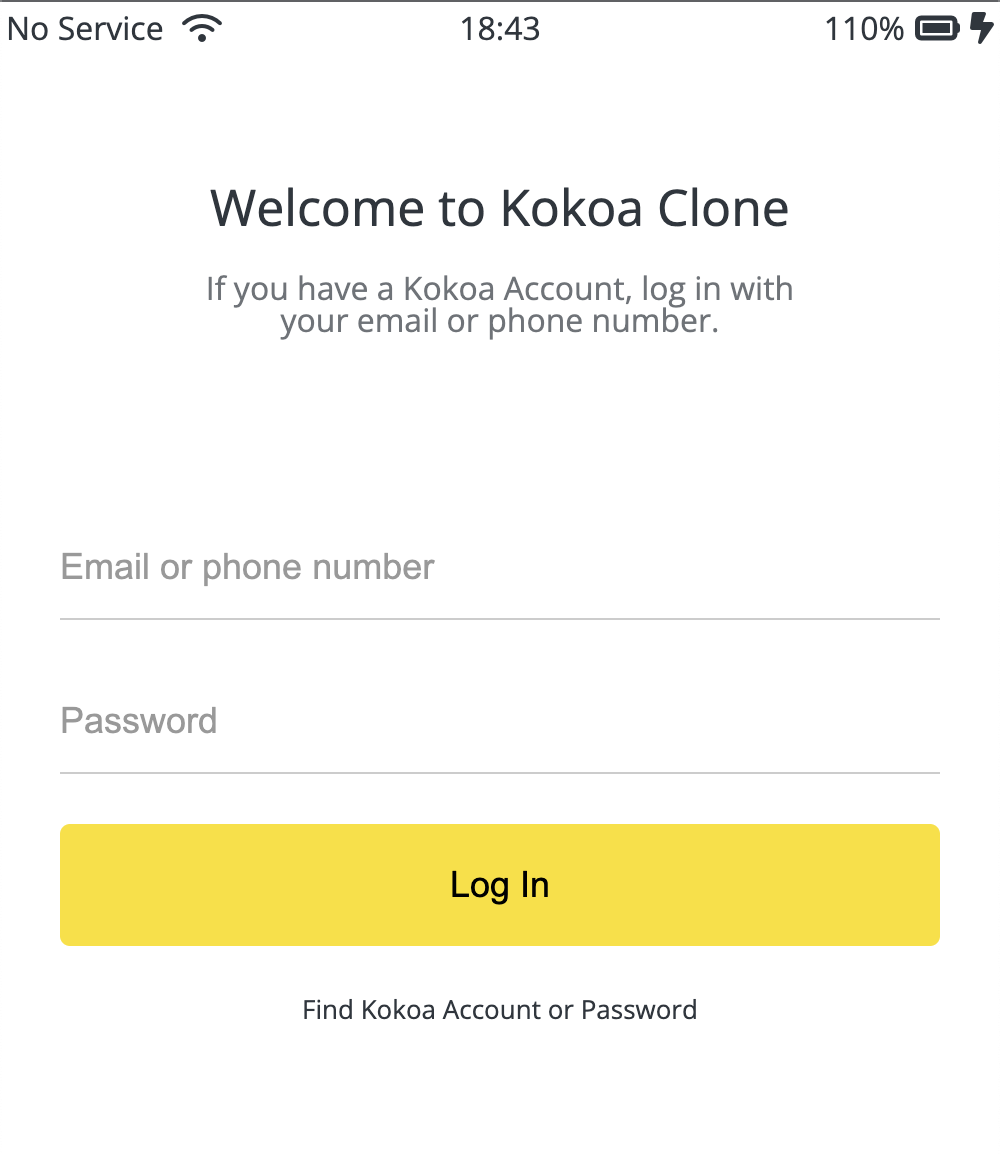 No Service 18:43 110%
Welcome to Kokoa Clone
If you have a Kokoa Account, log in with
your email or phone number.
Email or phone number
Password
Log In
Find Kokoa Account or Password